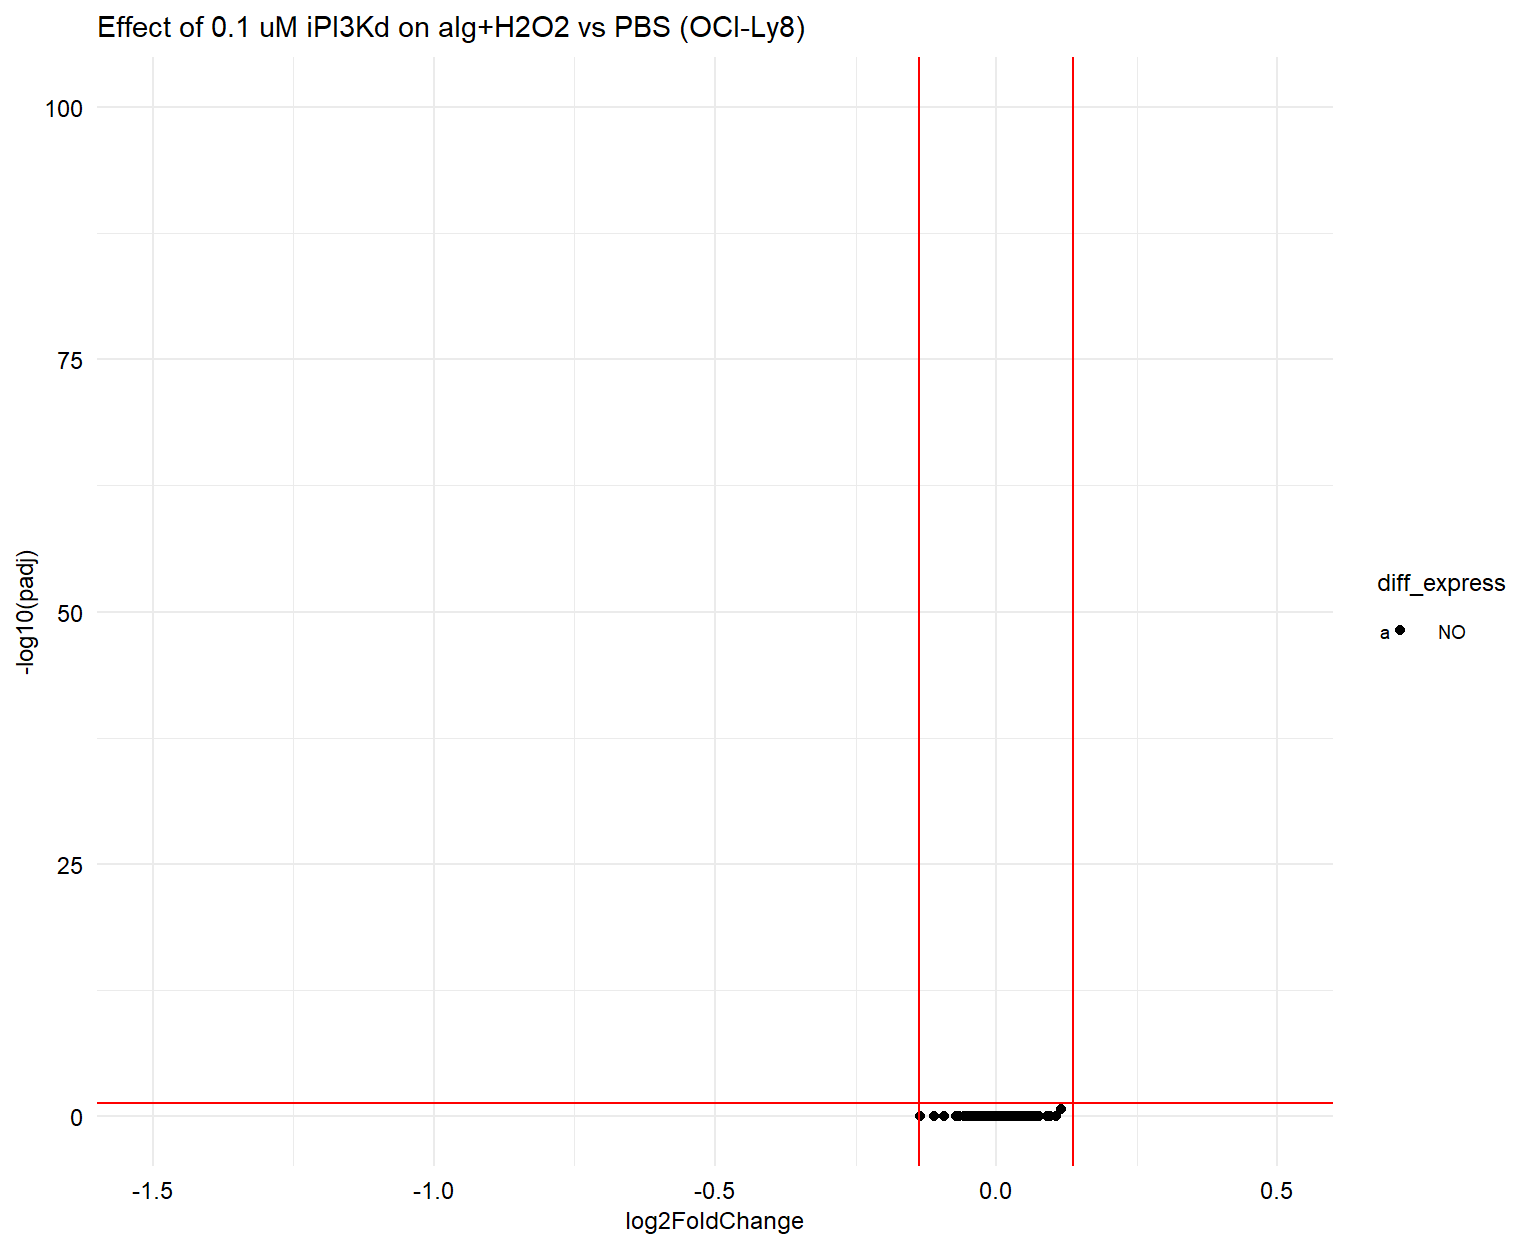 Effect of 0.1 uM iPI3Kd on aIg+H2O2 vs PBS (OCI-Ly8)
100
75
50
25
0
-log10(padj)
-1.5
-1.0
-0.5
0.0
0.5
log2FoldChange
diff_express
a NO